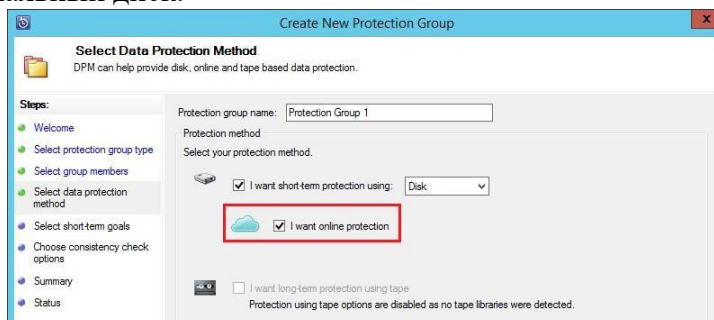 альный диск.
Create New Protection Group
x
Select Data Protection Method
DPM can help provide disk, online and tape based data protection.
Steps:
Welcome
Select protection group type
Select group members
Select data protection
method
Select short-term goals
Choose consistency check
options
Summary
Status
Protection group name: Protection Group 1
Protection method
Select your protection method.
I want short-term protection using: Disk
I want online protection
I want long-term protection using tape
Protection using tape options are disabled as no tape libraries were detected.